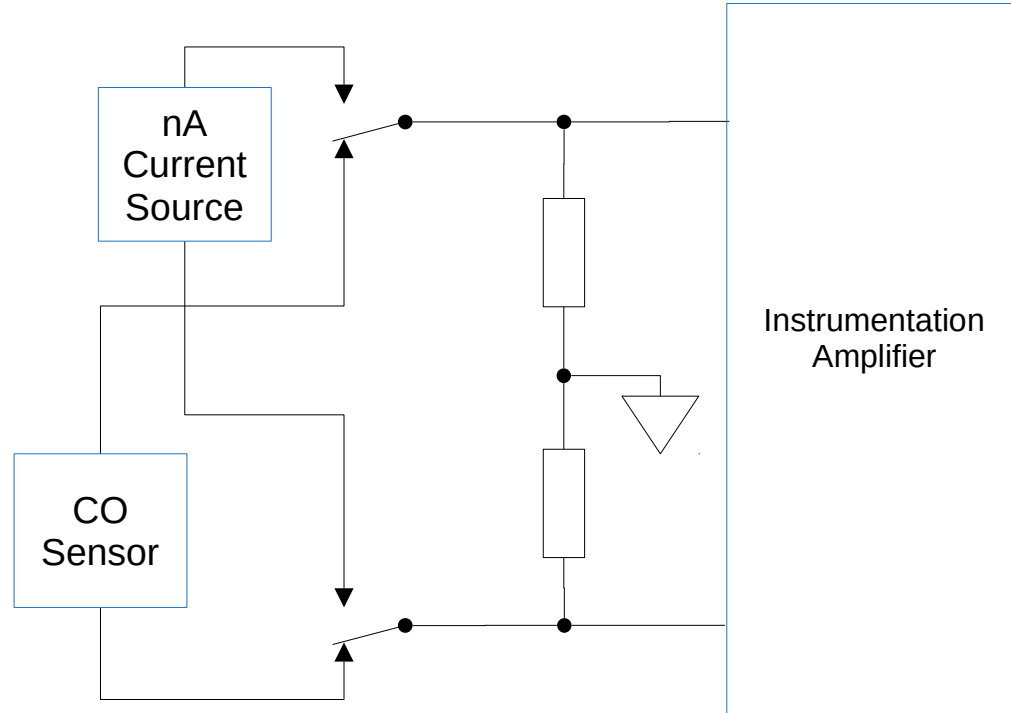 nA
Current
Source
Instrumentation
Amplifier
CO
Sensor